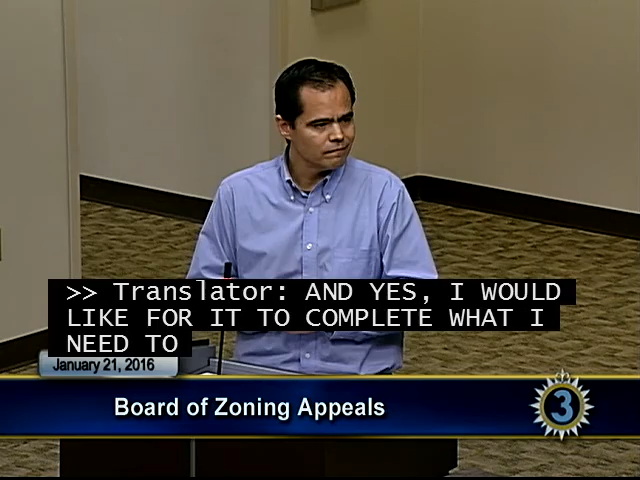 >> Translator: AND YES, I WOULD
LIKE FOR IT TO COMPLETE WHAT I
NEED TO
January 21, 2016
Board of Zoning Appeals
3